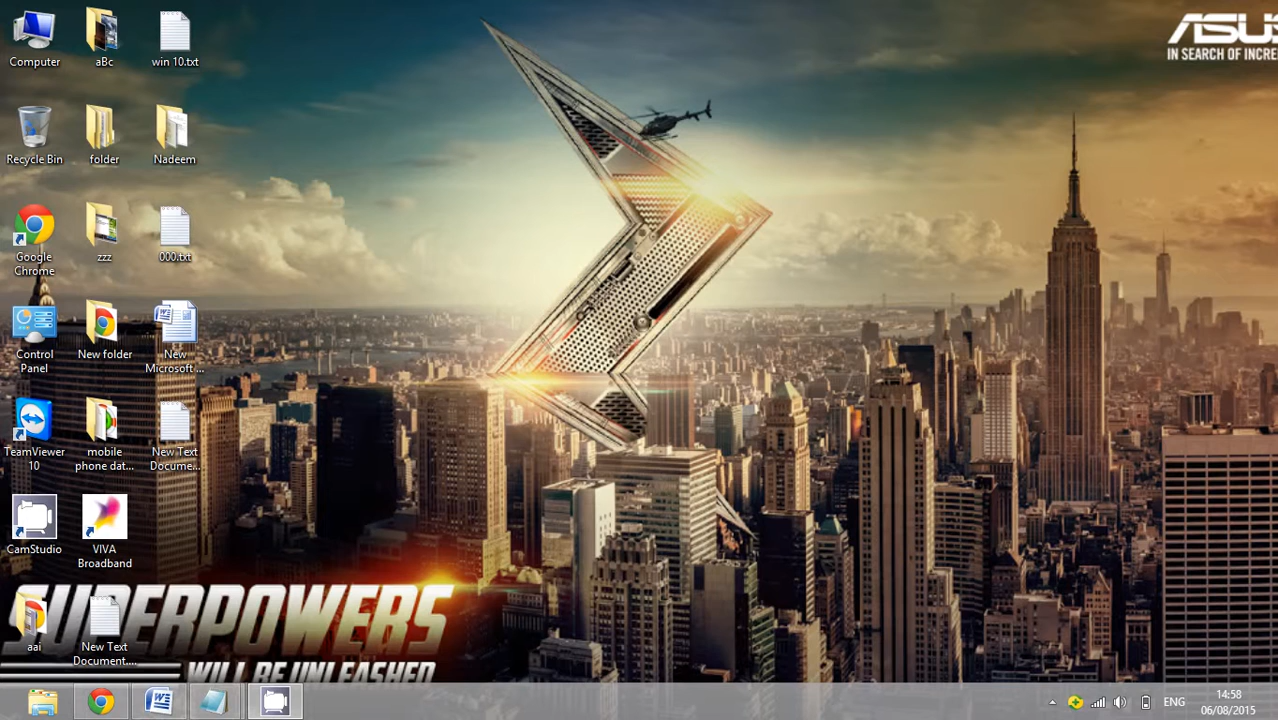 ASUS
IN SEARCH OF INCRE
Computer
aBc
win 10.txt
Recycle Bin
folder
Nadeem
Google
Chrome
zzz
000.txt
Control
Panel
New folder
New
Microsoft ...
TeamViewer
10
mobile
phone dat...
New Text
Docume...
CamStudio
VIVA
Broadband
aai
New Text
Document....
SUPERPOWERS
WILL BE UNLEASHED
ENG
14:58
06/08/2015